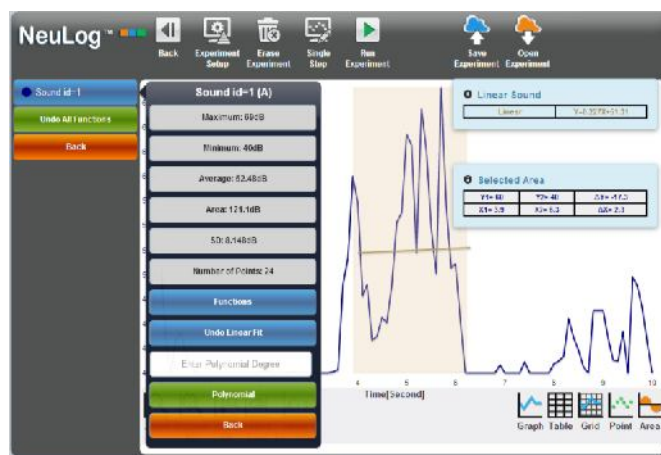 NeuLog™
Back
Experiment Setup
Erase Experiment
Single Step
Run Experiment
Save Experiment
Open Experiment
Sound id=1
Undo All Functions
Back
Sound id=1 (A)
Maximum: 69dB
Minimum: 40dB
Average: 52.48dB
Area: 121.1dB
SD: 8.148dB
Number of Points: 24
Functions
Undo Linear Fit
Enter Polynomial Degree
Polynomial
Back
Linear Sound
Linear
Selected Area
Y1= 60 Y2= 40
X1= 3.9
4 5 6 7 8 9 10
Time[Second]
Graph Table Grid Point Area